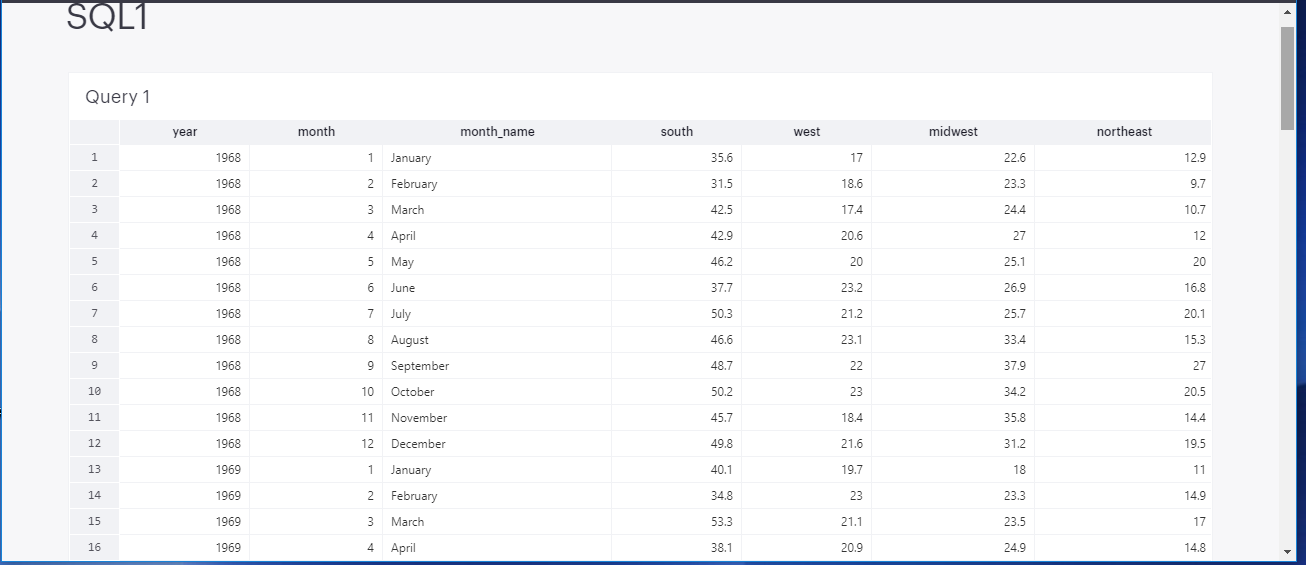 SQL1
Query 1
year month month_name south west midwest northeast
1 1968 1 January 35.6 17 22.6 12.9
2 1968 2 February 31.5 18.6 23.3 9.7
3 1968 3 March 42.5 17.4 24.4 10.7
4 1968 4 April 42.9 20.6 27 12
5 1968 5 May 46.2 20 25.1 20
6 1968 6 June 37.7 23.2 26.9 16.8
7 1968 7 July 50.3 21.2 25.7 20.1
8 1968 8 August 46.6 23.1 33.4 15.3
9 1968 9 September 48.7 22 37.9 27
10 1968 10 October 50.2 23 34.2 20.5
11 1968 11 November 45.7 18.4 35.8 14.4
12 1968 12 December 49.8 21.6 31.2 19.5
13 1969 1 January 40.1 19.7 18 11
14 1969 2 February 34.8 23 23.3 14.9
15 1969 3 March 53.3 21.1 23.5 17
16 1969 4 April 38.1 20.9 24.9 14.8